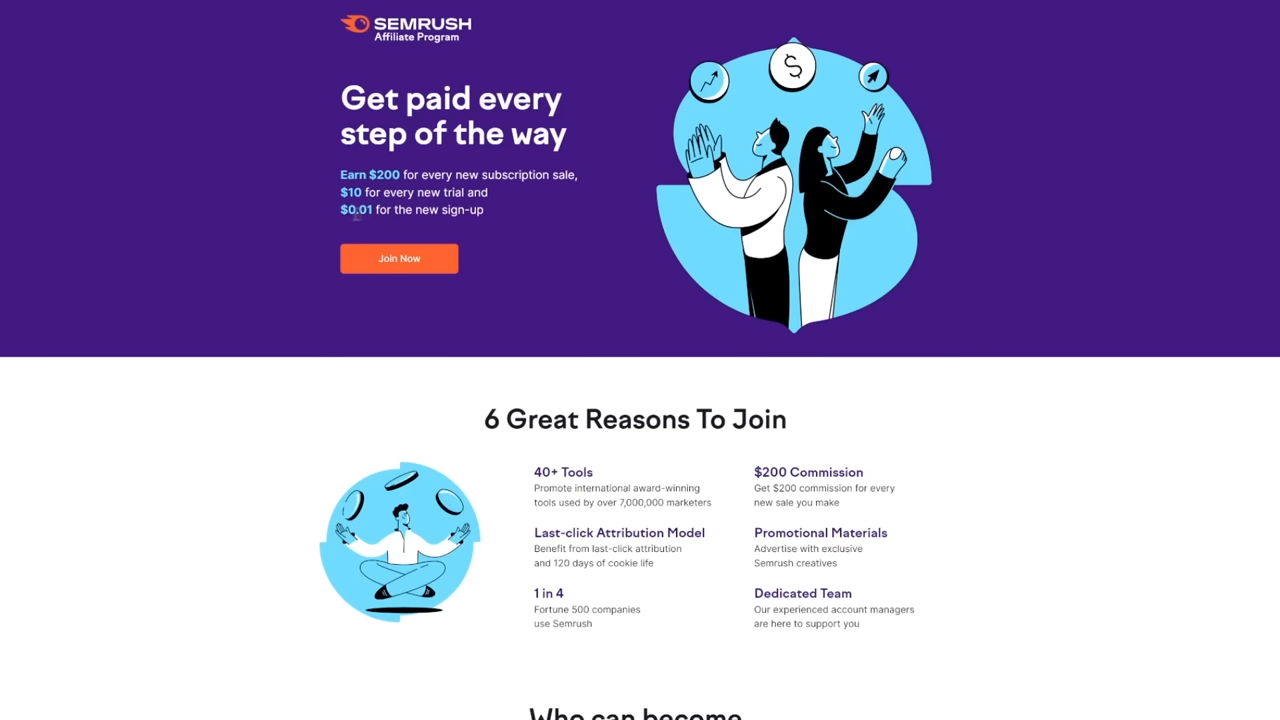 SEMRUSH
Affiliate Program
Get paid every
step of the way
Earn $200 for every new subscription sale,
$10 for every new trial and
$0.01 for the new sign-up
Join Now
6 Great Reasons To Join
40+ Tools
Promote international award-winning
tools used by over 7,000,000 marketers
$200 Commission
Get $200 commission for every
new sale you make
Last-click Attribution Model
Benefit from last-click attribution
and 120 days of cookie life
Promotional Materials
Advertise with exclusive
Semrush creatives
1 in 4
Fortune 500 companies
use Semrush
Dedicated Team
Our experienced account managers
are here to support you
Who can become